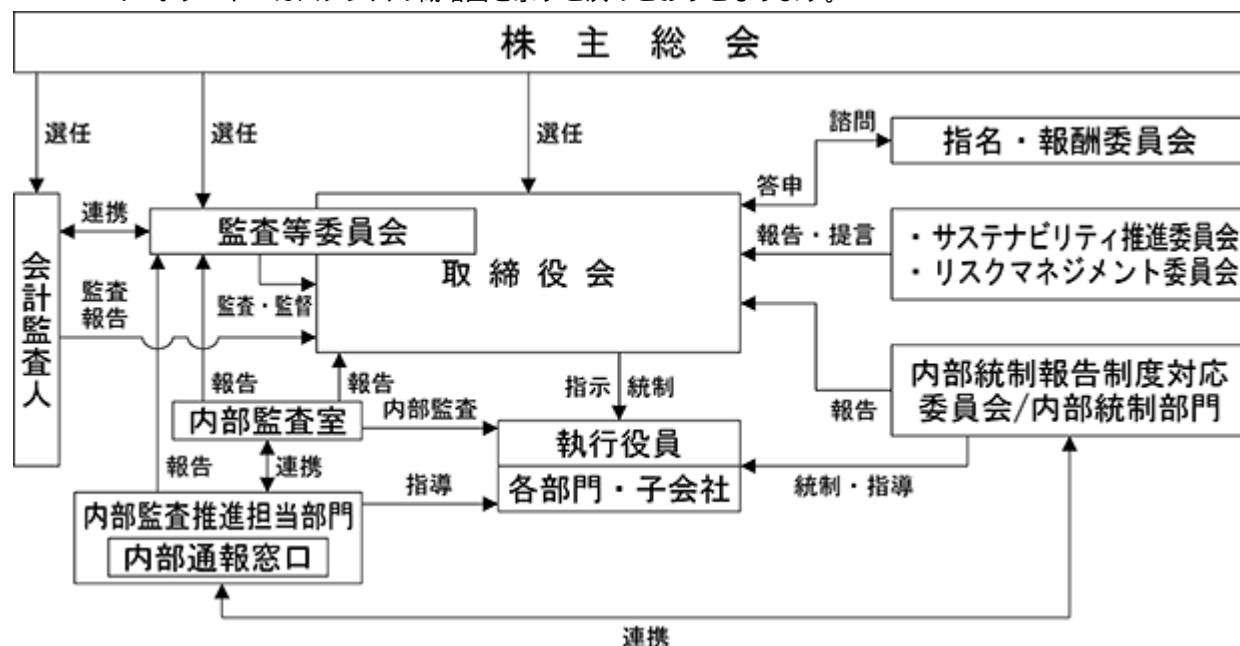 株主総会
選任
選任
選任
諮問
指名・報酬委員会
答申
連携
監査等委員会
報告・提言
・サステナビリティ推進委員会
・リスクマネジメント委員会
取締役会
会計監査人
監査
報告
監査・監督
内部統制報告制度対応
委員会/内部統制部門
報告
報告
指示
統制
報告
内部監査室
内部監査
執行役員
報告
連携
指導
各部門・子会社
統制・指導
内部監査推進担当部門
内部通報窓口
連携